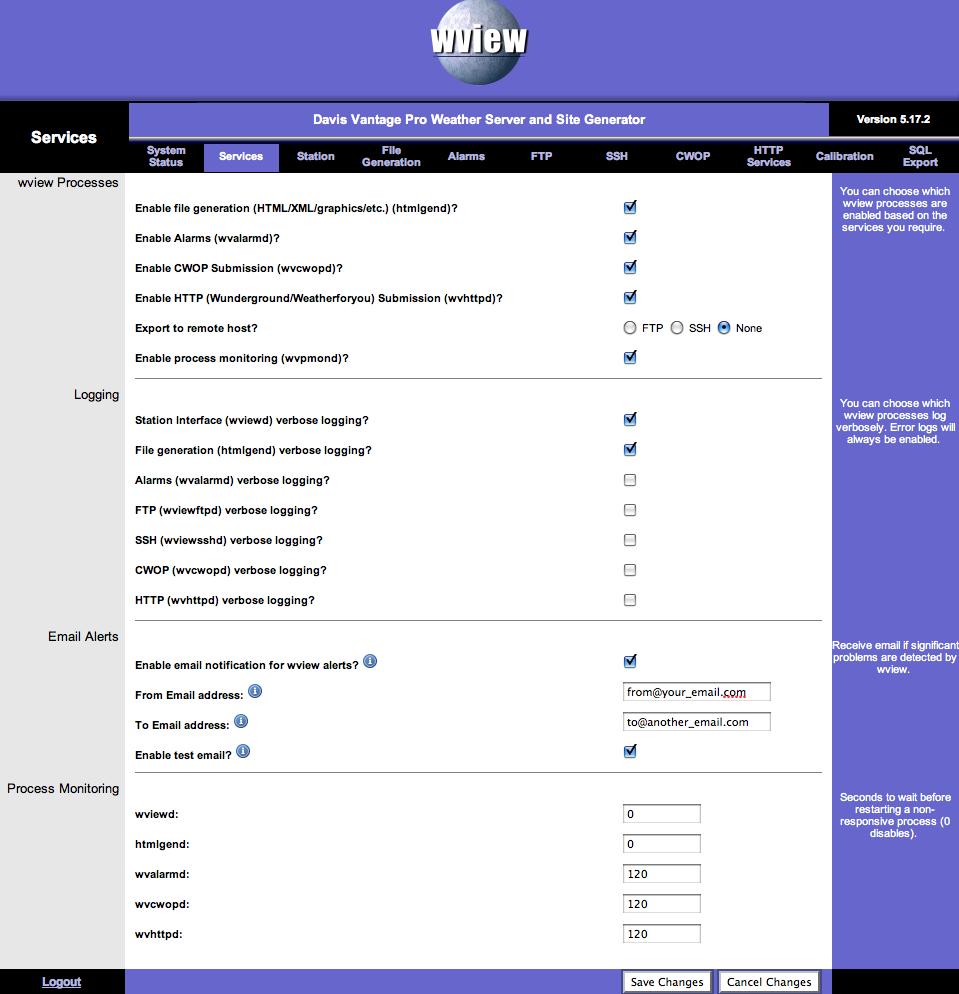 wview
Services
Davis Vantage Pro Weather Server and Site Generator
Version 5.17.2
System Status
Services
Station
File Generation
Alarms
FTP
SSH
CWOP
HTTP Services
Calibration
SQL Export
wview Processes
You can choose which
wview processes are
enabled based on the
services you require.
Enable file generation (HTML/XML/graphics/etc.) (htmlgend)?
Enable Alarms (wvalarmd)?
Enable CWOP Submission (wvcwopd)?
Enable HTTP (Wunderground/Weatherforyou) Submission (wvhttpd)?
Export to remote host? FTP SSH None
Enable process monitoring (wvpmond)?
Logging
You can choose which
wview processes log
verbosely. Error logs will
always be enabled.
Station Interface (wviewd) verbose logging?
File generation (htmlgend) verbose logging?
Alarms (wvalarmd) verbose logging?
FTP (wviewftpd) verbose logging?
SSH (wviewsshd) verbose logging?
CWOP (wvcwopd) verbose logging?
HTTP (wvhttpd) verbose logging?
Email Alerts
Receive email if significant
problems are detected by
wview.
Enable email notification for wview alerts?
From Email address: from@your_email.com
To Email address: to@another_email.com
Enable test email?
Process Monitoring
Seconds to wait before
restarting a non-
responsive process (0
disables).
wviewd: 0
htmlgend: 0
wvalarmd: 120
wvcwopd: 120
wvhttpd: 120
Logout
Save Changes
Cancel Changes